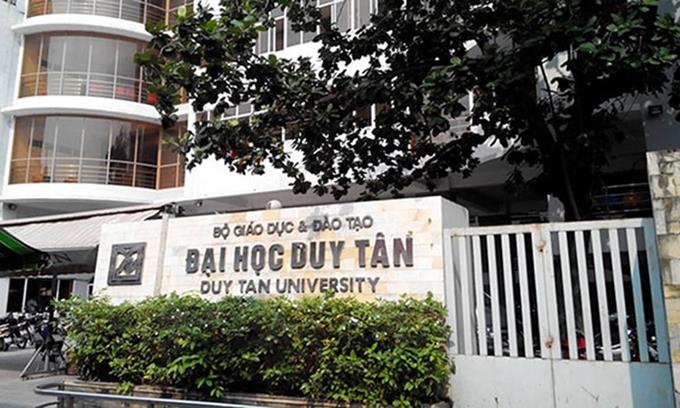 BỘ GIÁO DỤC & ĐÀO TẠO
ĐẠI HỌC DUY TÂN
DUY TAN UNIVERSITY